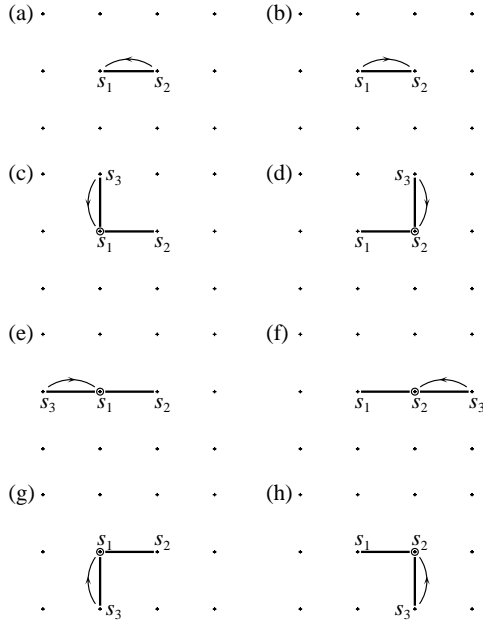 (a) (b)
s1 s2 s1 s2
(c) s3 (d) s3
s1 s2 s1 s2
(e) (f)
s3 s1 s2 s1 s2 s3
(g) (h)
s1 s2 s1 s2
s3 s3